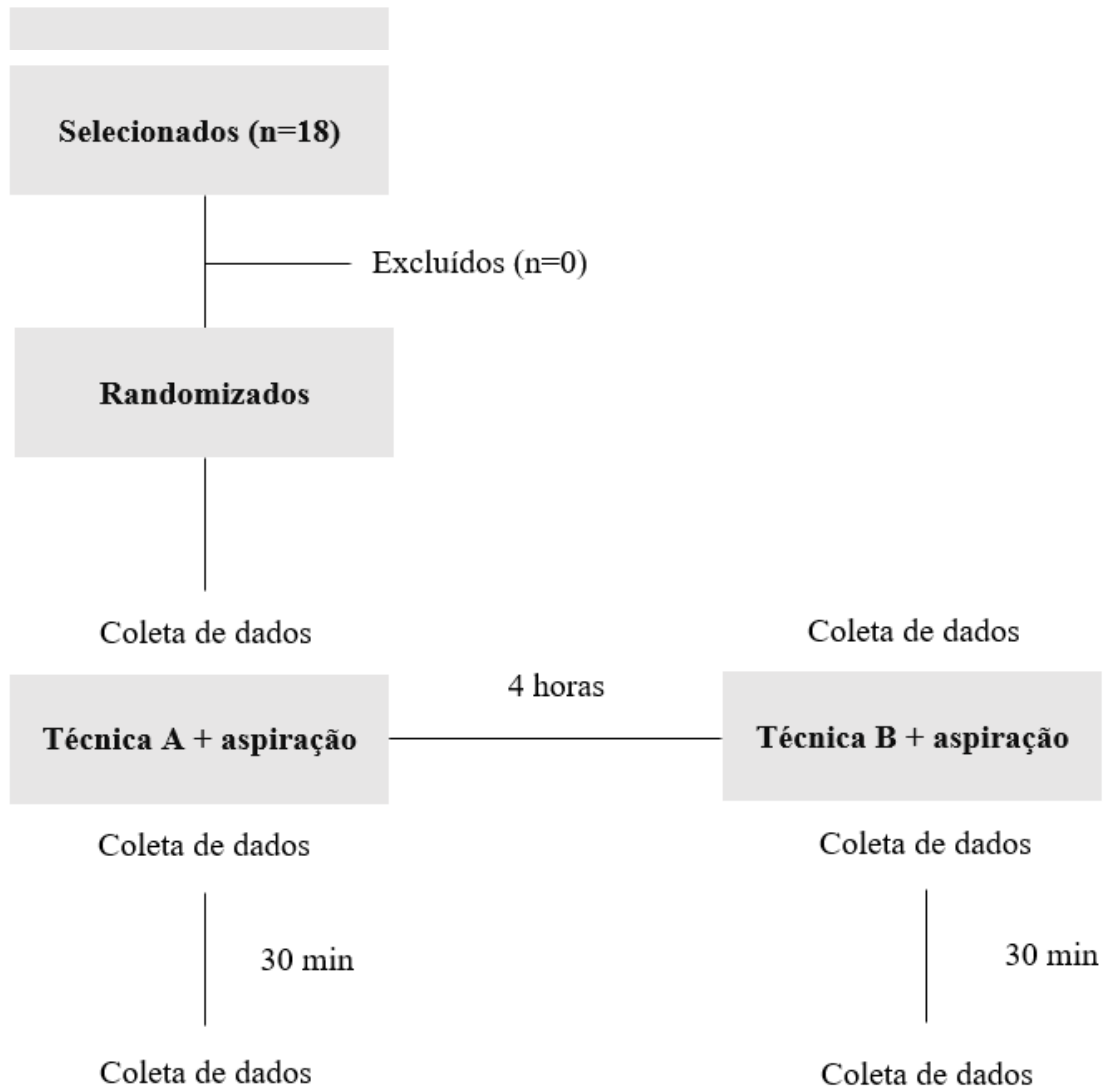 Selecionados (n=18)
Excluídos (n=0)
Randomizados
Coleta de dados
Coleta de dados
4 horas
Técnica A + aspiração
Técnica B + aspiração
Coleta de dados
Coleta de dados
30 min
30 min
Coleta de dados
Coleta de dados